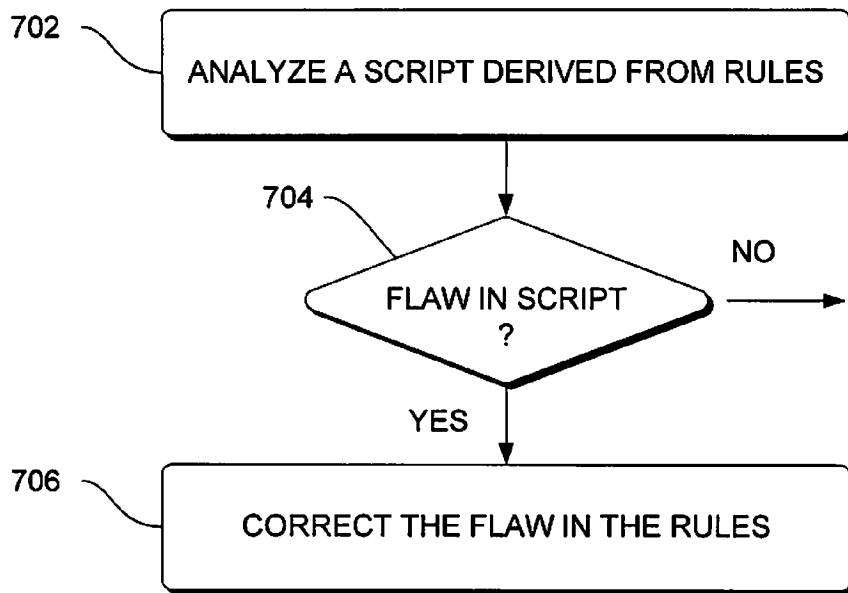 702
ANALYZE A SCRIPT DERIVED FROM RULES
704
NO
FLAW IN SCRIPT
?
YES
706
CORRECT THE FLAW IN THE RULES